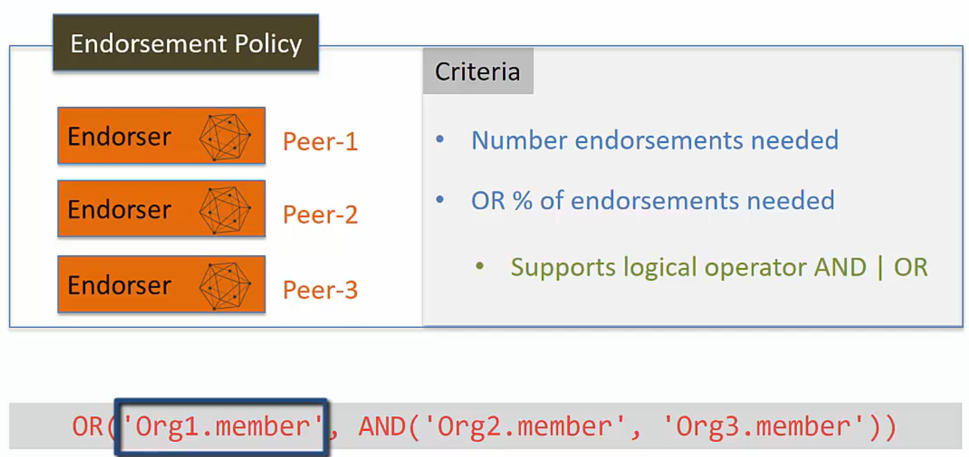 Endorsement Policy
Criteria
Endorser
Peer-1
Endorser
Peer-2
Endorser
Peer-3
• Number endorsements needed
• OR % of endorsements needed
• Supports logical operator AND | OR
OR('Org1.member', AND('Org2.member', 'Org3.member'))